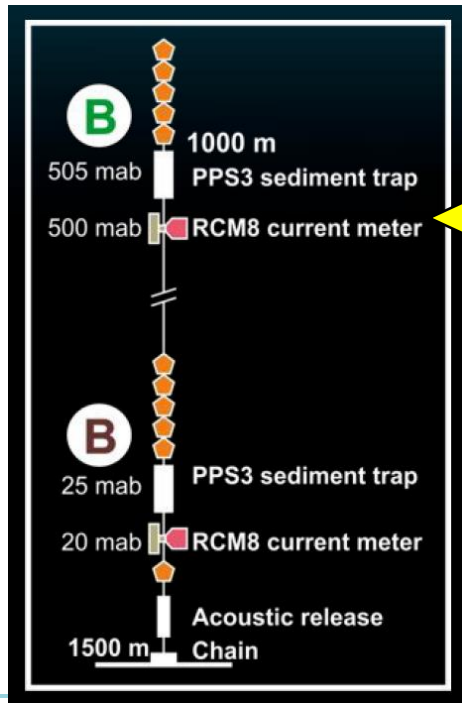 B
1000 m
505 mab PPS3 sediment trap
500 mab RCM8 current meter
B
25 mab PPS3 sediment trap
20 mab RCM8 current meter
Acoustic release
1500 m Chain